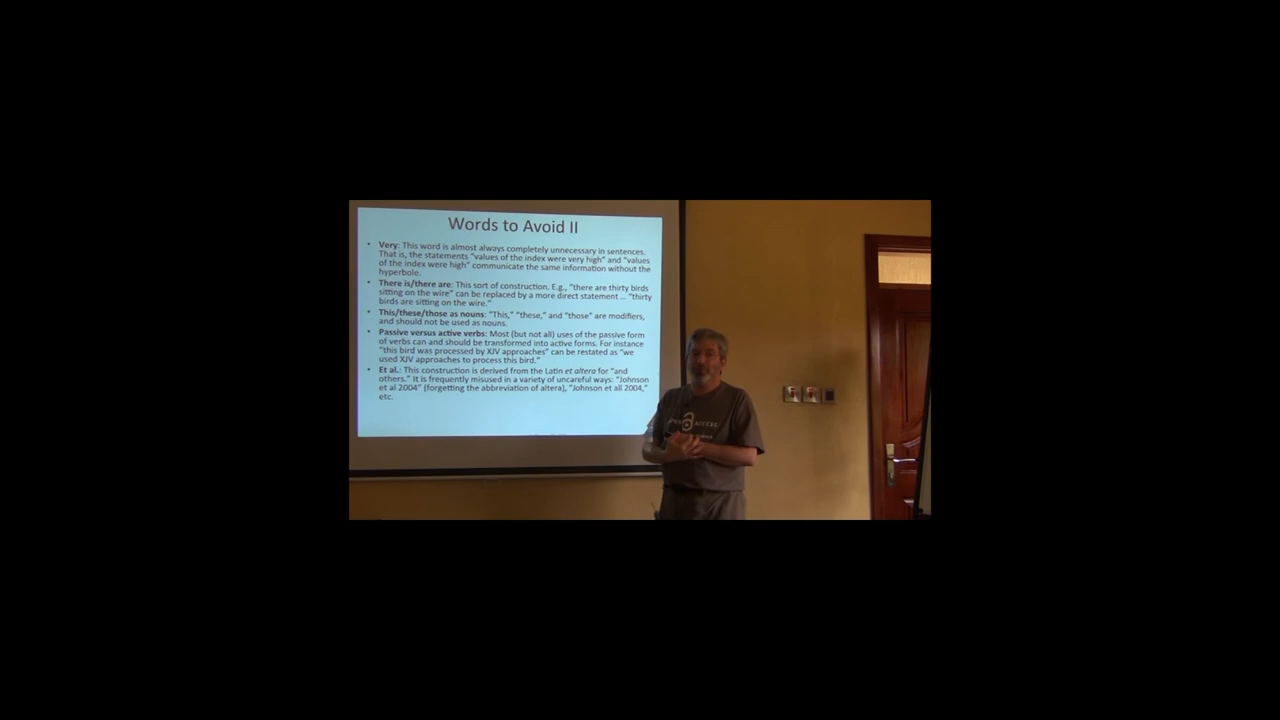 Words to Avoid II
• Very: This word is almost always completely unnecessary in sentences.
That is, the statements "values of the index were very high" and "values
of the index were high" communicate the same information without the
hyperbole.
• There is/there are: This sort of construction. E.g., "there are thirty birds
sitting on the wire" can be replaced by a more direct statement ... "thirty
birds are sitting on the wire."
• This/these/those as nouns: "This," "these," and "those" are modifiers,
and should not be used as nouns.
• Passive versus active verbs: Most (but not all) uses of the passive form
of verbs can and should be transformed into active forms. For instance
"this bird was processed by XJV approaches" can be restated as "we
used XJV approaches to process this bird."
• Et al.: This construction is derived from the Latin et altera for "and
others." It is frequently misused in a variety of uncareful ways: "Johnson
et al 2004" (forgetting the abbreviation of altera), "Johnson et all 2004,"
etc.
OPEN ACCESS